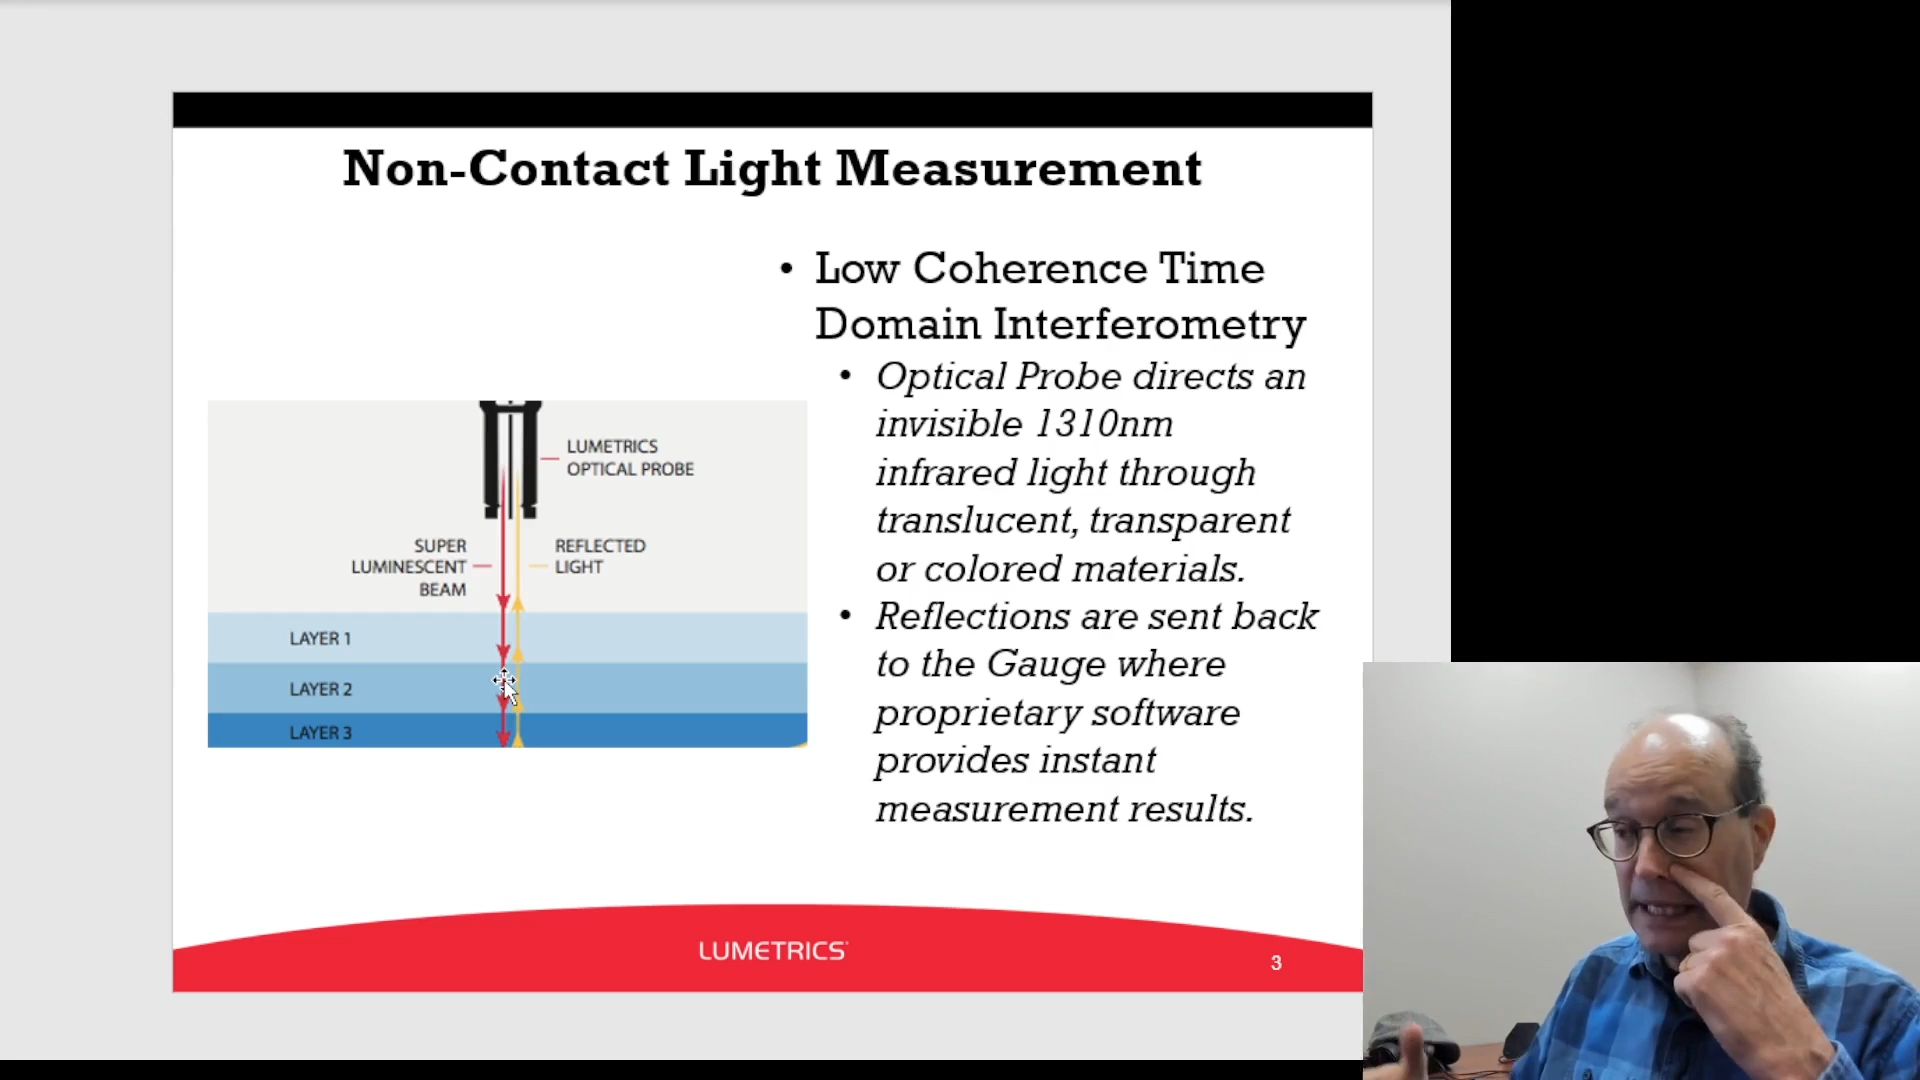 Non-Contact Light Measurement
• Low Coherence Time
Domain Interferometry
• Optical Probe directs an
invisible 1310nm
infrared light through
translucent, transparent
or colored materials.
• Reflections are sent back
to the Gauge where
proprietary software
provides instant
measurement results.
LUMETRICS
OPTICAL PROBE
SUPER
LUMINESCENT
BEAM
REFLECTED
LIGHT
LAYER 1
LAYER 2
LAYER 3
LUMETRICS
3